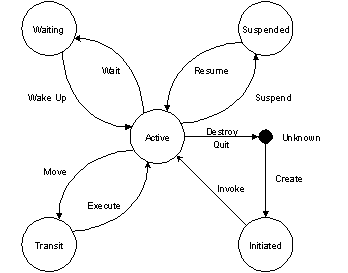 Waiting
Suspended
Wait
Resume
Wake Up
Suspend
Active
Destroy
Quit
Unknown
Move
Create
Invoke
Execute
Transit
Initiated